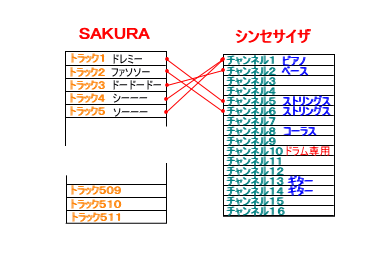 SAKURA
トラック1 ドレミー
トラック2 ファソソー
トラック3 ドードードー
トラック4 シーーー
トラック5 ソーーー
トラック509
トラック510
トラック511
シンセサイザ
チャンネル1 ピアノ
チャンネル2 ベース
チャンネル3
チャンネル4
チャンネル5 ストリングス
チャンネル6 ストリングス
チャンネル7
チャンネル8 コーラス
チャンネル9
チャンネル10 ドラム専用
チャンネル11
チャンネル12
チャンネル13 ギター
チャンネル14 ギター
チャンネル15
チャンネル16